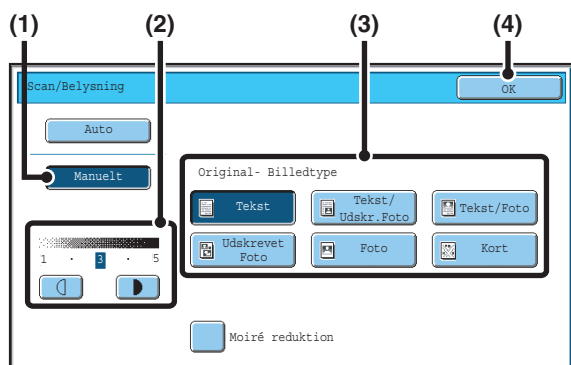 (1) (2) (3) (4)
Scan/Belysning OK
Auto
Manuelt
Original- Billedtype
Tekst
Tekst/
Udskr.Foto
Tekst/Foto
Udskrevet
Foto
Foto
Kort
1 · 3 · 5
Moiré reduktion